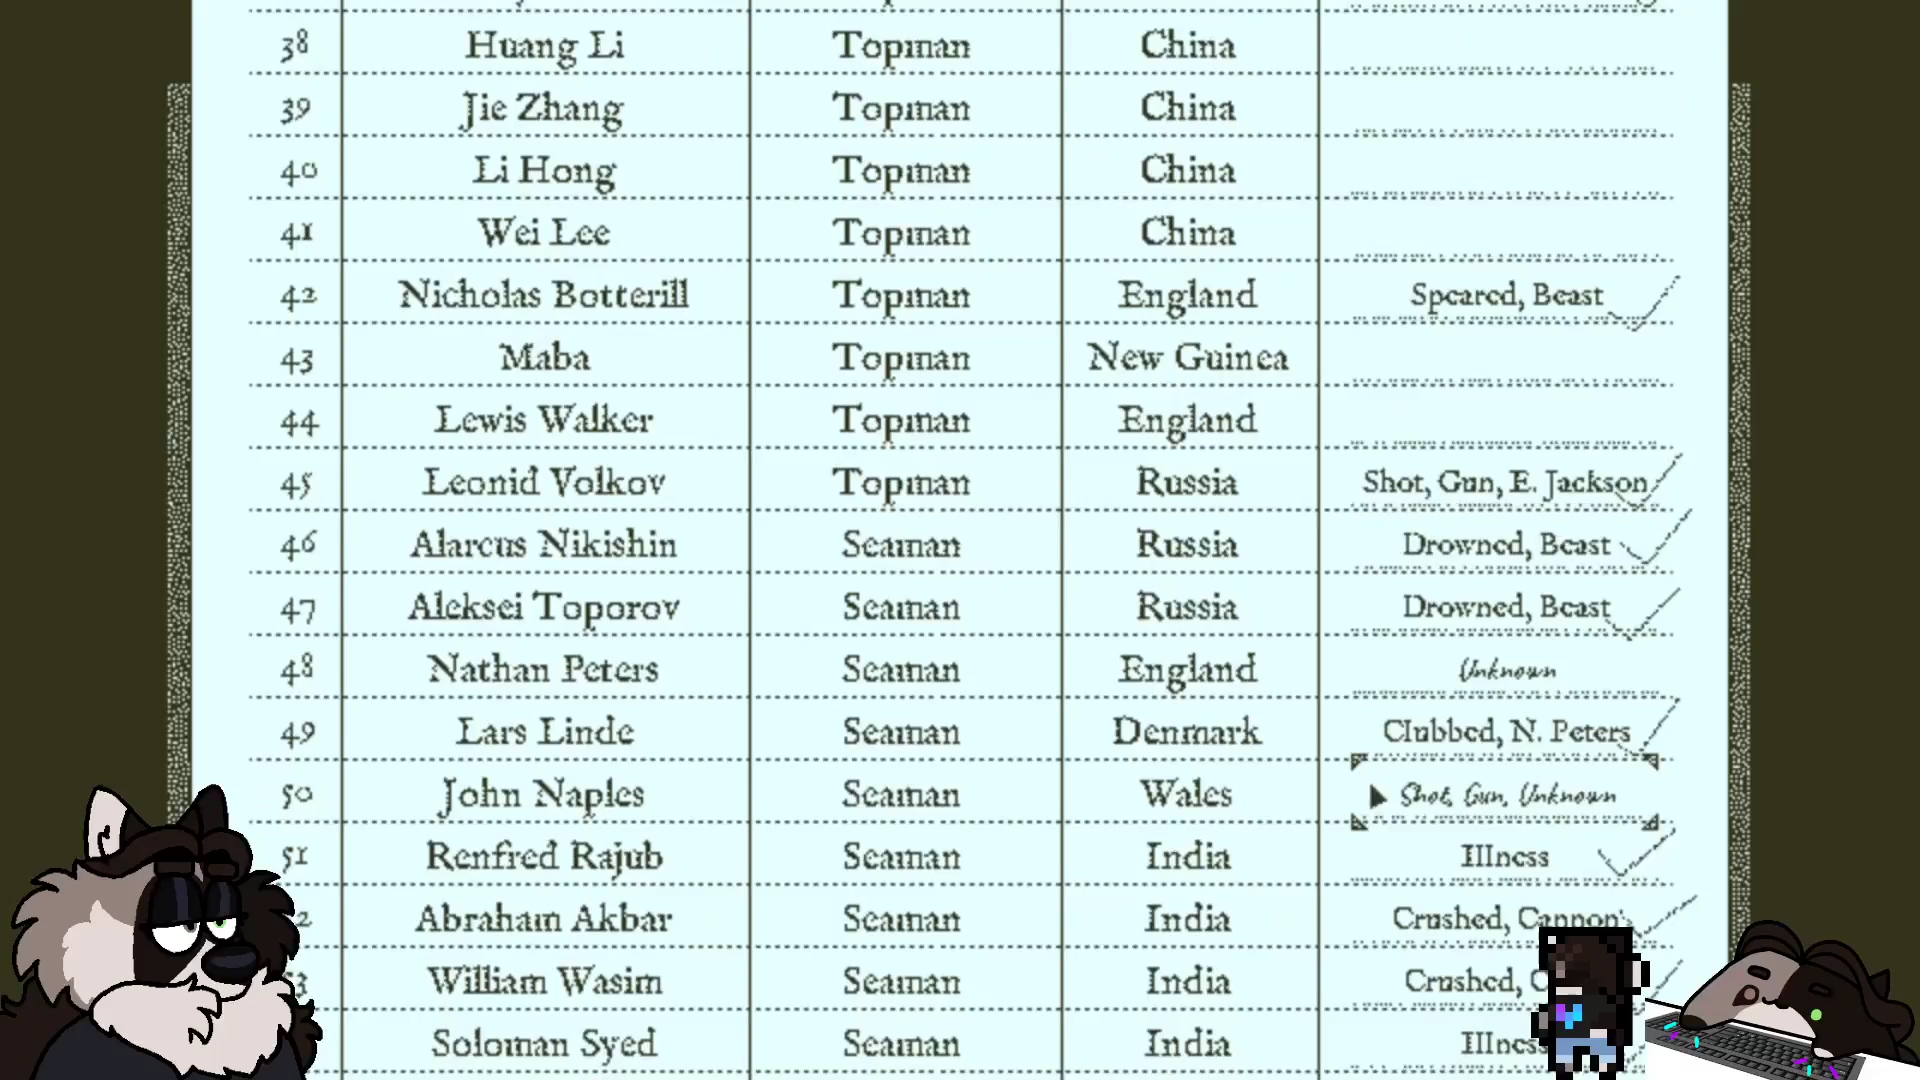 38 Huang Li Topman China
39 Jie Zhang Topman China
40 Li Hong Topman China
41 Wei Lee Topman China
42 Nicholas Botterill Topman England Speared, Beast
43 Maba Topman New Guinea
44 Lewis Walker Topman England
45 Leonid Volkov Topman Russia Shot, Gun, E. Jackson
46 Alarcus Nikishin Seaman Russia Drowned, Beast
47 Aleksei Toporov Seaman Russia Drowned, Beast
48 Nathan Peters Seaman England Unknown
49 Lars Linde Seaman Denmark Clubbed, N. Peters
50 John Naples Seaman Wales Shot, Gun, Unknown
51 Renfred Rajub Seaman India Illness
2 Abraham Akbar Seaman India Crushed, Cannon
3 William Wasim Seaman India Crushed, C
Soloman Syed Seaman India Illness